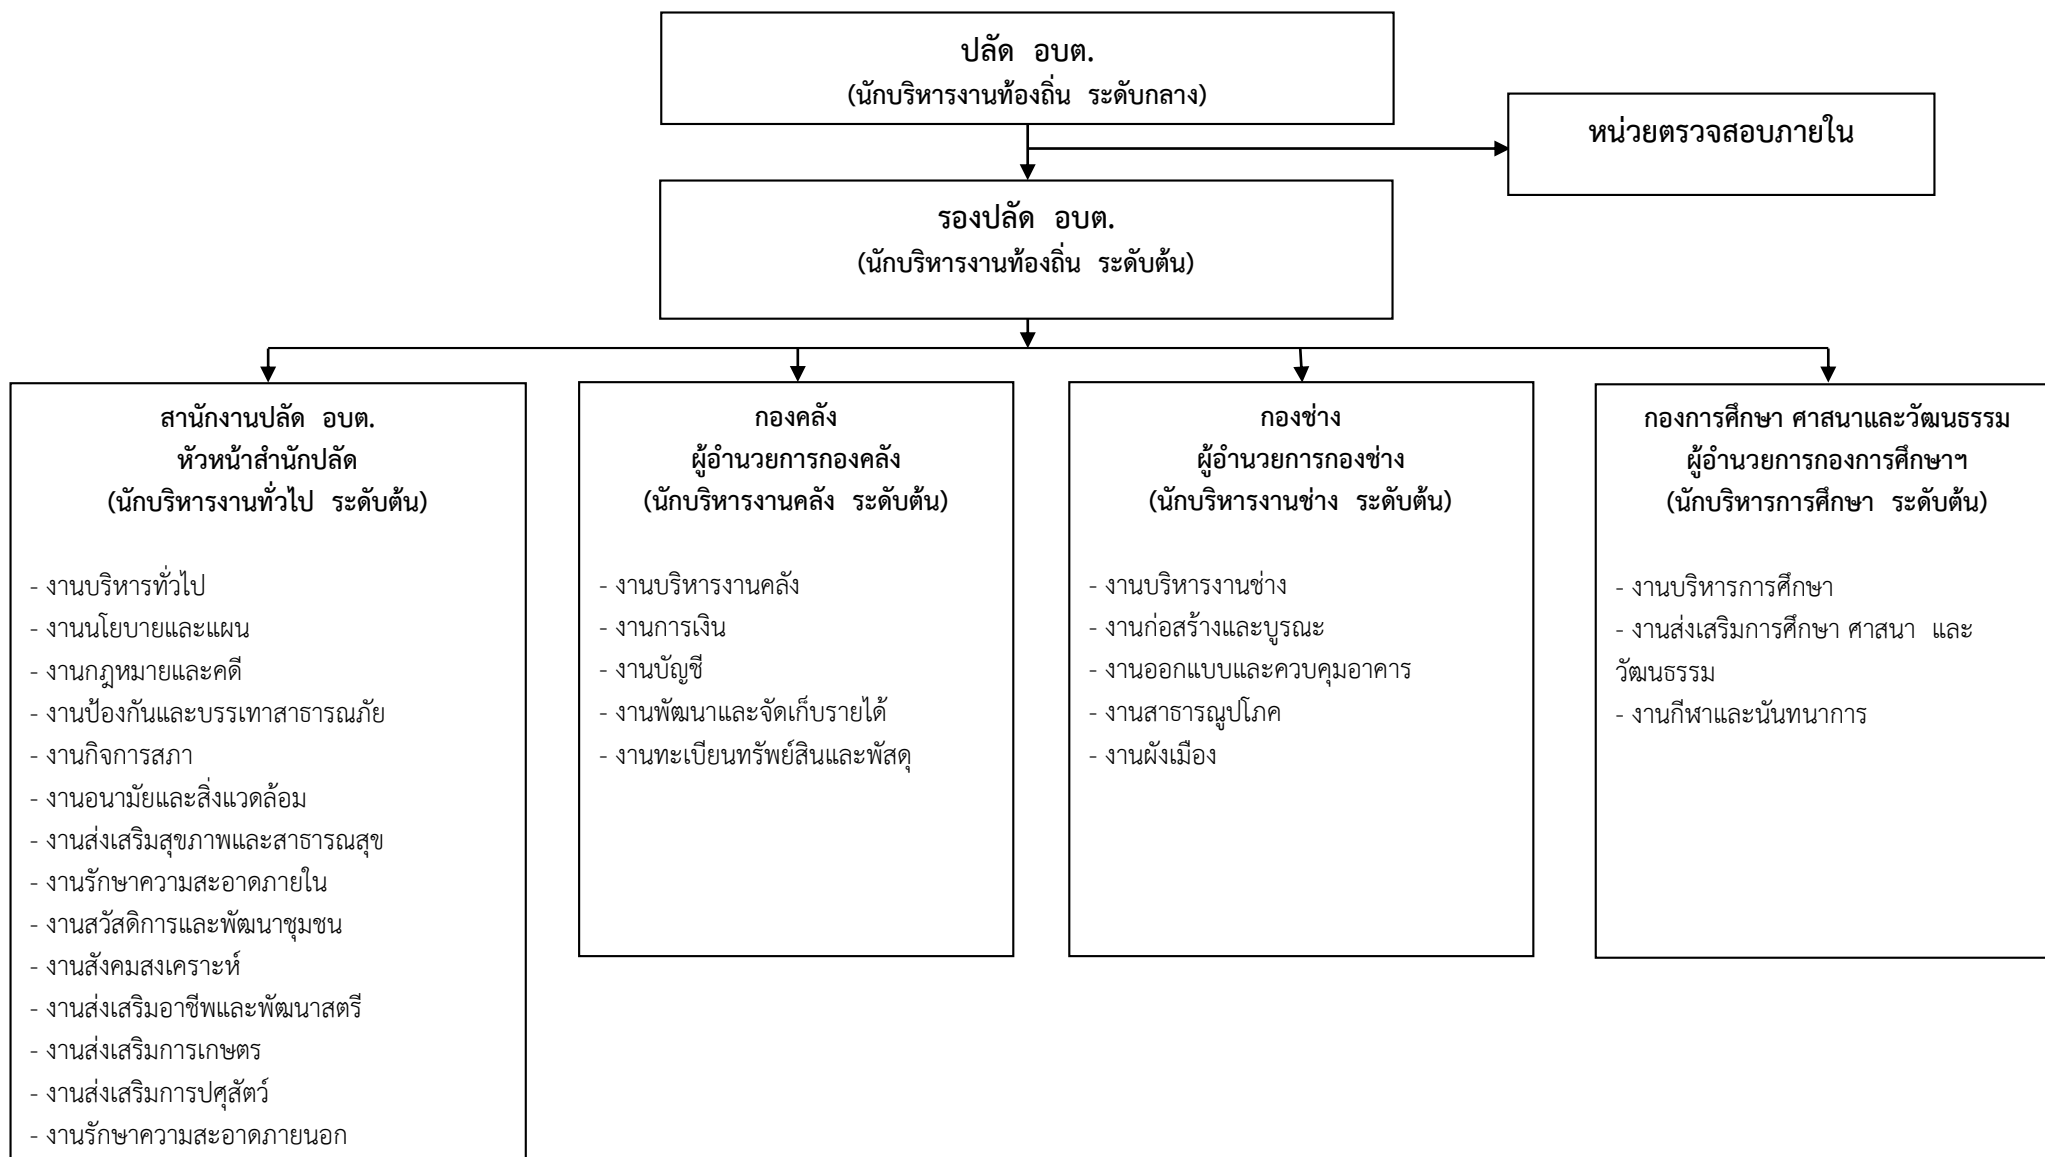 ปลัด อบต.
(นักบริหารงานท้องถิ่น ระดับกลาง)
หน่วยตรวจสอบภายใน
รองปลัด อบต.
(นักบริหารงานท้องถิ่น ระดับต้น)
สานักงานปลัด อบต.
หัวหน้าสำนักปลัด
(นักบริหารงานทั่วไป ระดับต้น)
- งานบริหารทั่วไป
- งานนโยบายและแผน
- งานกฎหมายและคดี
- งานป้องกันและบรรเทาสาธารณภัย
- งานกิจการสภา
- งานอนามัยและสิ่งแวดล้อม
- งานส่งเสริมสุขภาพและสาธารณสุข
- งานรักษาความสะอาดภายใน
- งานสวัสดิการและพัฒนาชุมชน
- งานสังคมสงเคราะห์
- งานส่งเสริมอาชีพและพัฒนาสตรี
- งานส่งเสริมการเกษตร
- งานส่งเสริมการปศุสัตว์
- งานรักษาความสะอาดภายนอก
กองคลัง
ผู้อำนวยการกองคลัง
(นักบริหารงานคลัง ระดับต้น)
- งานบริหารงานคลัง
- งานการเงิน
- งานบัญชี
- งานพัฒนาและจัดเก็บรายได้
- งานทะเบียนทรัพย์สินและพัสดุ
กองช่าง
ผู้อำนวยการกองช่าง
(นักบริหารงานช่าง ระดับต้น)
- งานบริหารงานช่าง
- งานก่อสร้างและบูรณะ
- งานออกแบบและควบคุมอาคาร
- งานสาธารณูปโภค
- งานผังเมือง
กองการศึกษา ศาสนาและวัฒนธรรม
ผู้อำนวยการกองการศึกษาฯ
(นักบริหารการศึกษา ระดับต้น)
- งานบริหารการศึกษา
- งานส่งเสริมการศึกษา ศาสนา และ
วัฒนธรรม
- งานกีฬาและนันทนาการ